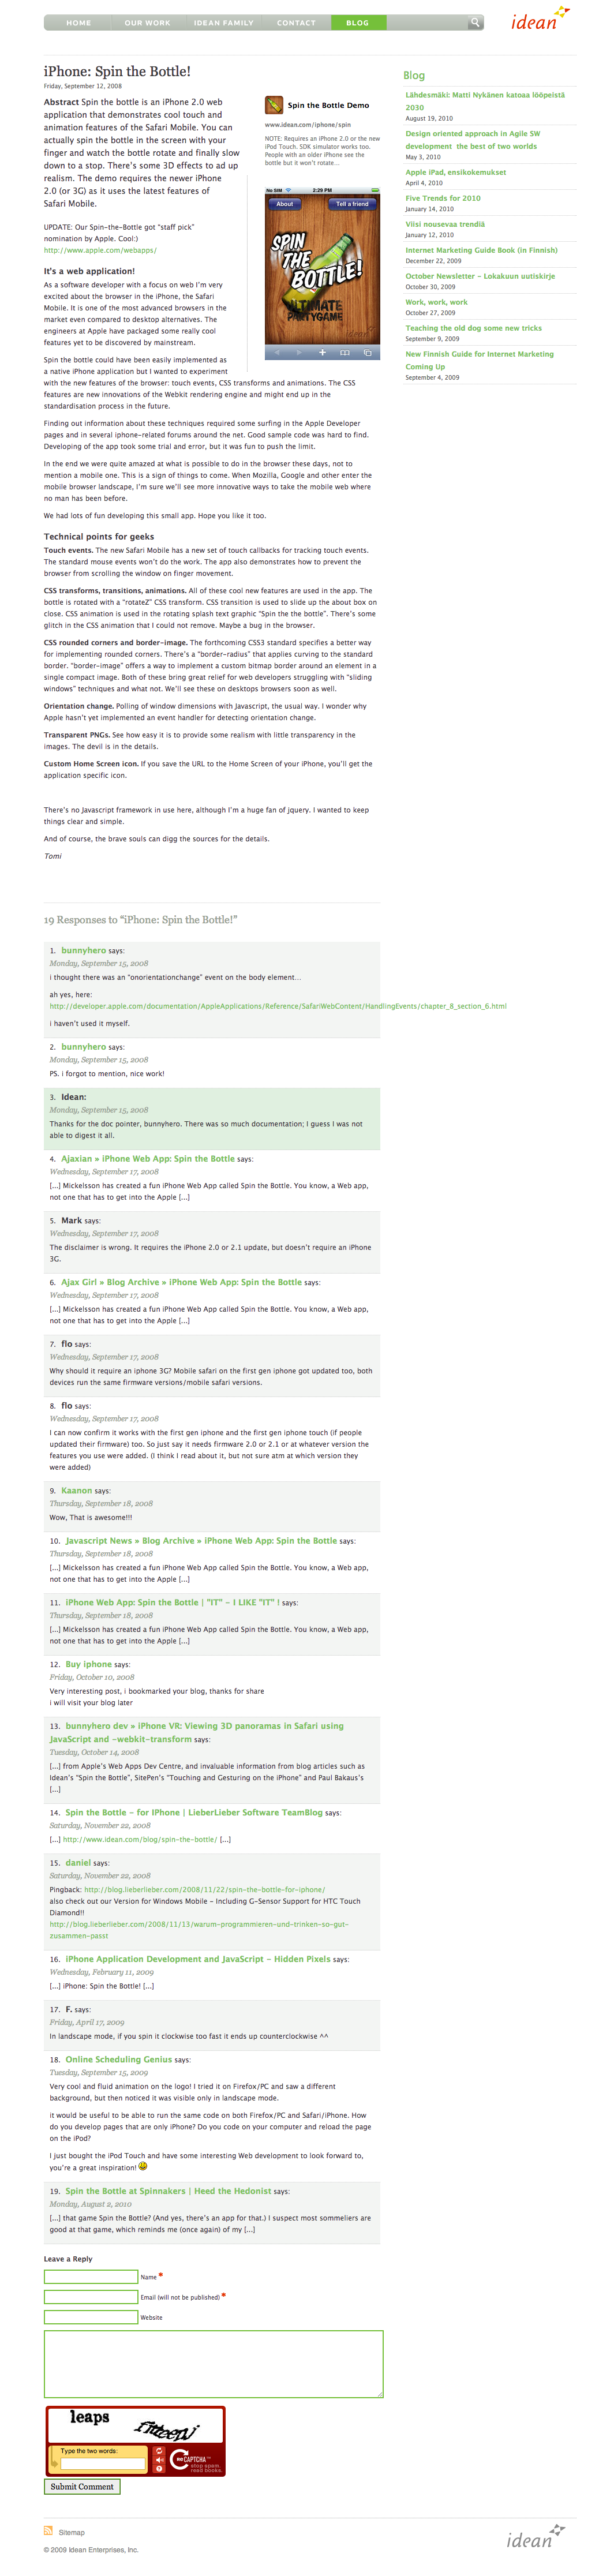 HOME OUR WORK IDEAN FAMILY CONTACT BLOG
idean
iPhone: Spin the Bottle!
Friday, September 12, 2008
Abstract Spin the bottle is an iPhone 2.0 web
application that demonstrates cool touch and
animation features of the Safari Mobile. You can
actually spin the bottle in the screen with your
finger and watch the bottle rotate and finally slow
down to a stop. There's some 3D effects to ad up
realism. The demo requires the newer iPhone
2.0 (or 3G) as it uses the latest features of
Safari Mobile.
Spin the Bottle Demo
www.idean.com/iphone/spin
NOTE: Requires an iPhone 2.0 or the new
iPod Touch. SDK simulator works too.
People with an older iPhone see the
bottle but it won't rotate...
No SIM 2:29 PM
About Tell a friend
SPIN
THE
BOTTLE!
ULTIMATE
PARTYGAME
UPDATE: Our Spin-the-Bottle got "staff pick"
nomination by Apple. Cool:)
http://www.apple.com/webapps/
It's a web application!
As a software developer with a focus on web I'm very
excited about the browser in the iPhone, the Safari
Mobile. It is one of the most advanced browsers in the
market even compared to desktop alternatives. The
engineers at Apple have packaged some really cool
features yet to be discovered by mainstream.
Spin the bottle could have been easily implemented as
a native iPhone application but I wanted to experiment
with the new features of the browser: touch events, CSS transforms and animations. The CSS
features are new innovations of the Webkit rendering engine and might end up in the
standardisation process in the future.
Finding out information about these techniques required some surfing in the Apple Developer
pages and in several iphone-related forums around the net. Good sample code was hard to find.
Developing of the app took some trial and error, but it was fun to push the limit.
In the end we were quite amazed at what is possible to do in the browser these days, not to
mention a mobile one. This is a sign of things to come. When Mozilla, Google and other enter the
mobile browser landscape, I'm sure we'll see more innovative ways to take the mobile web where
no man has been before.
We had lots of fun developing this small app. Hope you like it too.
Technical points for geeks
Touch events. The new Safari Mobile has a new set of touch callbacks for tracking touch events.
The standard mouse events won't do the work. The app also demonstrates how to prevent the
browser from scrolling the window on finger movement.
CSS transforms, transitions, animations. All of these cool new features are used in the app. The
bottle is rotated with a "rotateZ" CSS transform. CSS transition is used to slide up the about box on
close. CSS animation is used in the rotating splash text graphic "Spin the bottle". There's some
glitch in the CSS animation that I could not remove. Maybe a bug in the browser.
CSS rounded corners and border-image. The forthcoming CSS3 standard specifies a better way
for implementing rounded corners. There's a "border-radius" that applies curving to the standard
border. "border-image" offers a way to implement a custom bitmap border around an element in a
single compact image. Both of these bring great relief for web developers struggling with "sliding
windows" techniques and what not. We'll see these on desktops browsers soon as well.
Orientation change. Polling of window dimensions with Javascript, the usual way. I wonder why
Apple hasn't yet implemented an event handler for detecting orientation change.
Transparent PNGs. See how easy it is to provide some realism with little transparency in the
images. The devil is in the details.
Custom Home Screen icon. If you save the URL to the Home Screen of your iPhone, you'll get the
application specific icon.
There's no Javascript framework in use here, although I'm a huge fan of jquery. I wanted to keep
things clear and simple.
And of course, the brave souls can digg the sources for the details.
Tomi
Blog
Lähdesmäki: Matti Nykänen katoaa lööpeistä
2030
August 19, 2010
Design oriented approach in Agile SW
development the best of two worlds
May 3, 2010
Apple iPad, ensikokemukset
April 4, 2010
Five Trends for 2010
January 14, 2010
Viisi nousevaa trendiä
January 12, 2010
Internet Marketing Guide Book (in Finnish)
December 22, 2009
October Newsletter - Lokakuun uutiskirje
October 30, 2009
Work, work, work
October 27, 2009
Teaching the old dog some new tricks
September 9, 2009
New Finnish Guide for Internet Marketing
Coming Up
September 4, 2009
19 Responses to "iPhone: Spin the Bottle!"
1. bunnyhero says:
Monday, September 15, 2008
i thought there was an "onorientationchange" event on the body element...
ah yes, here:
http://developer.apple.com/documentation/AppleApplications/Reference/SafariWebContent/HandlingEvents/chapter_8_section_6.html
i haven't used it myself.
2. bunnyhero says:
Monday, September 15, 2008
PS. i forgot to mention, nice work!
3. Idean:
Monday, September 15, 2008
Thanks for the doc pointer, bunnyhero. There was so much documentation; I guess I was not
able to digest it all.
4. Ajaxian » iPhone Web App: Spin the Bottle says:
Wednesday, September 17, 2008
[...] Mickelsson has created a fun iPhone Web App called Spin the Bottle. You know, a Web app,
not one that has to get into the Apple [...]
5. Mark says:
Wednesday, September 17, 2008
The disclaimer is wrong. It requires the iPhone 2.0 or 2.1 update, but doesn't require an iPhone
3G.
6. Ajax Girl » Blog Archive » iPhone Web App: Spin the Bottle says:
Wednesday, September 17, 2008
[...] Mickelsson has created a fun iPhone Web App called Spin the Bottle. You know, a Web app,
not one that has to get into the Apple [...]
7. flo says:
Wednesday, September 17, 2008
Why should it require an iphone 3G? Mobile safari on the first gen iphone got updated too, both
devices run the same firmware versions/mobile safari versions.
8. flo says:
Wednesday, September 17, 2008
I can now confirm it works with the first gen iphone and the first gen iphone touch (if people
updated their firmware) too. So just say it needs firmware 2.0 or 2.1 or at whatever version the
features you use were added. (I think I read about it, but not sure atm at which version they
were added)
9. Kaanon says:
Thursday, September 18, 2008
Wow, That is awesome!!!
10. Javascript News » Blog Archive » iPhone Web App: Spin the Bottle says:
Thursday, September 18, 2008
[...] Mickelsson has created a fun iPhone Web App called Spin the Bottle. You know, a Web app,
not one that has to get into the Apple [...]
11. iPhone Web App: Spin the Bottle | "IT" - I LIKE "IT" ! says:
Thursday, September 18, 2008
[...] Mickelsson has created a fun iPhone Web App called Spin the Bottle. You know, a Web app,
not one that has to get into the Apple [...]
12. Buy iphone says:
Friday, October 10, 2008
Very interesting post, i bookmarked your blog, thanks for share
i will visit your blog later
13. bunnyhero dev » iPhone VR: Viewing 3D panoramas in Safari using
JavaScript and -webkit-transform says:
Tuesday, October 14, 2008
[...] from Apple's Web Apps Dev Centre, and invaluable information from blog articles such as
Idean's "Spin the Bottle", SitePen's "Touching and Gesturing on the iPhone" and Paul Bakaus's
[...]
14. Spin the Bottle - for IPhone | LieberLieber Software TeamBlog says:
Saturday, November 22, 2008
[...] http://www.idean.com/blog/spin-the-bottle/ [...]
15. daniel says:
Saturday, November 22, 2008
Pingback: http://blog.lieberlieber.com/2008/11/22/spin-the-bottle-for-iphone/
also check out our Version for Windows Mobile - Including G-Sensor Support for HTC Touch
Diamond!!
http://blog.lieberlieber.com/2008/11/13/warum-programmieren-und-trinken-so-gut-
zusammen-passt
16. iPhone Application Development and JavaScript - Hidden Pixels says:
Wednesday, February 11, 2009
[...] iPhone: Spin the Bottle! [...]
17. F. says:
Friday, April 17, 2009
In landscape mode, if you spin it clockwise too fast it ends up counterclockwise ^^
18. Online Scheduling Genius says:
Tuesday, September 15, 2009
Very cool and fluid animation on the logo! I tried it on Firefox/PC and saw a different
background, but then noticed it was visible only in landscape mode.
it would be useful to be able to run the same code on both Firefox/PC and Safari/iPhone. How
do you develop pages that are only iPhone? Do you code on your computer and reload the page
on the iPod?
I just bought the iPod Touch and have some interesting Web development to look forward to,
you're a great inspiration!
19. Spin the Bottle at Spinnakers | Heed the Hedonist says:
Monday, August 2, 2010
[...] that game Spin the Bottle? (And yes, there's an app for that.) I suspect most sommeliers are
good at that game, which reminds me (once again) of my [...]
Leave a Reply
Name *
Email (will not be published) *
Website
leaps
Type the two words:
reCAPTCHA™
stop spam.
read books.
Submit Comment
Sitemap
© 2009 Idean Enterprises, Inc.
idean